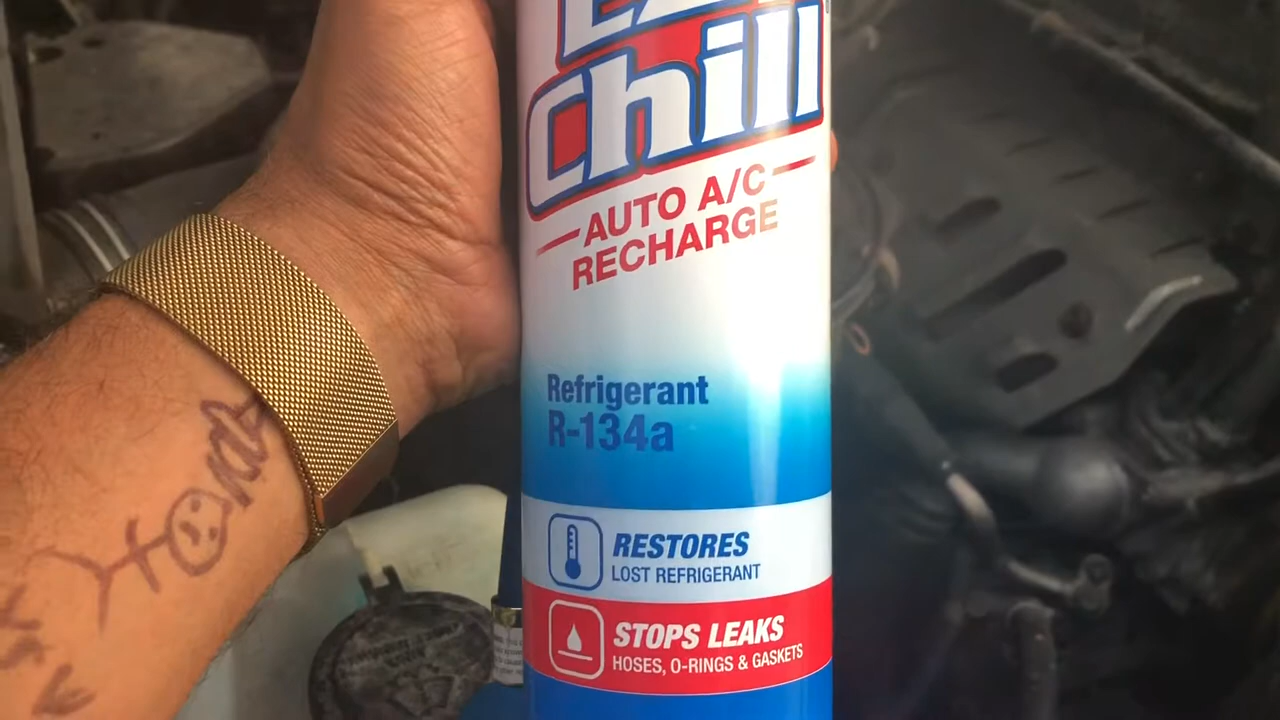 Chill
AUTO A/C
RECHARGE
Refrigerant
R-134a
RESTORES
LOST REFRIGERANT
STOPS LEAKS
HOSES, O-RINGS & GASKETS